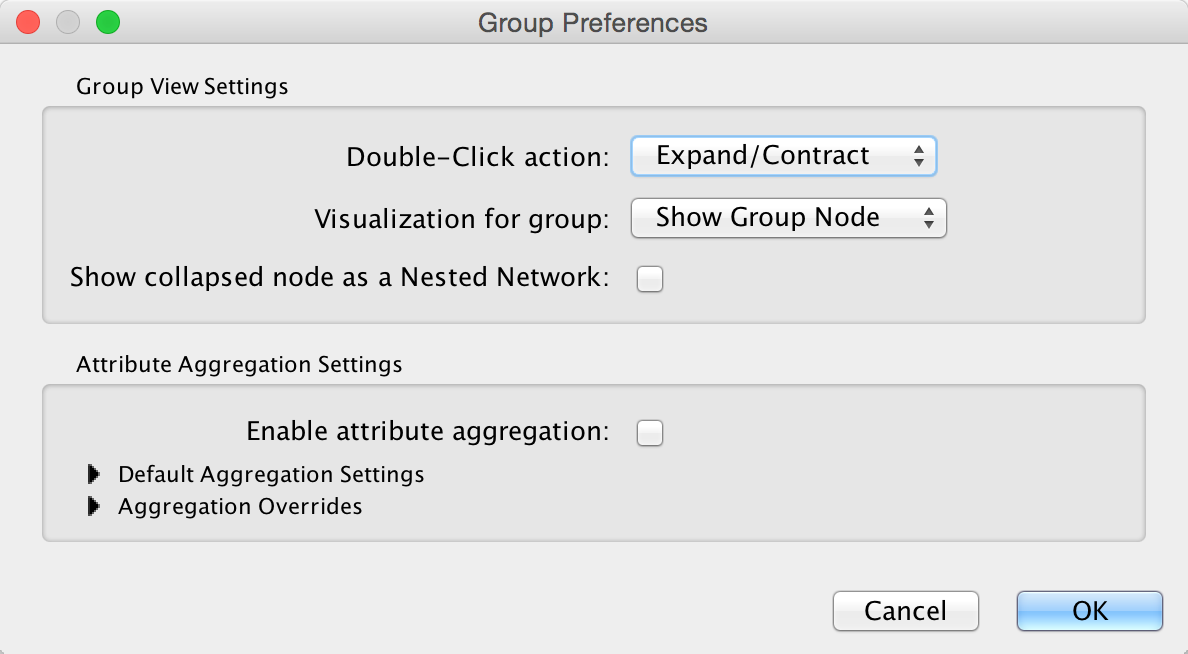 Group Preferences
Group View Settings
Double-Click action: Expand/Contract
Visualization for group: Show Group Node
Show collapsed node as a Nested Network:
Attribute Aggregation Settings
Enable attribute aggregation:
Default Aggregation Settings
Aggregation Overrides
Cancel OK